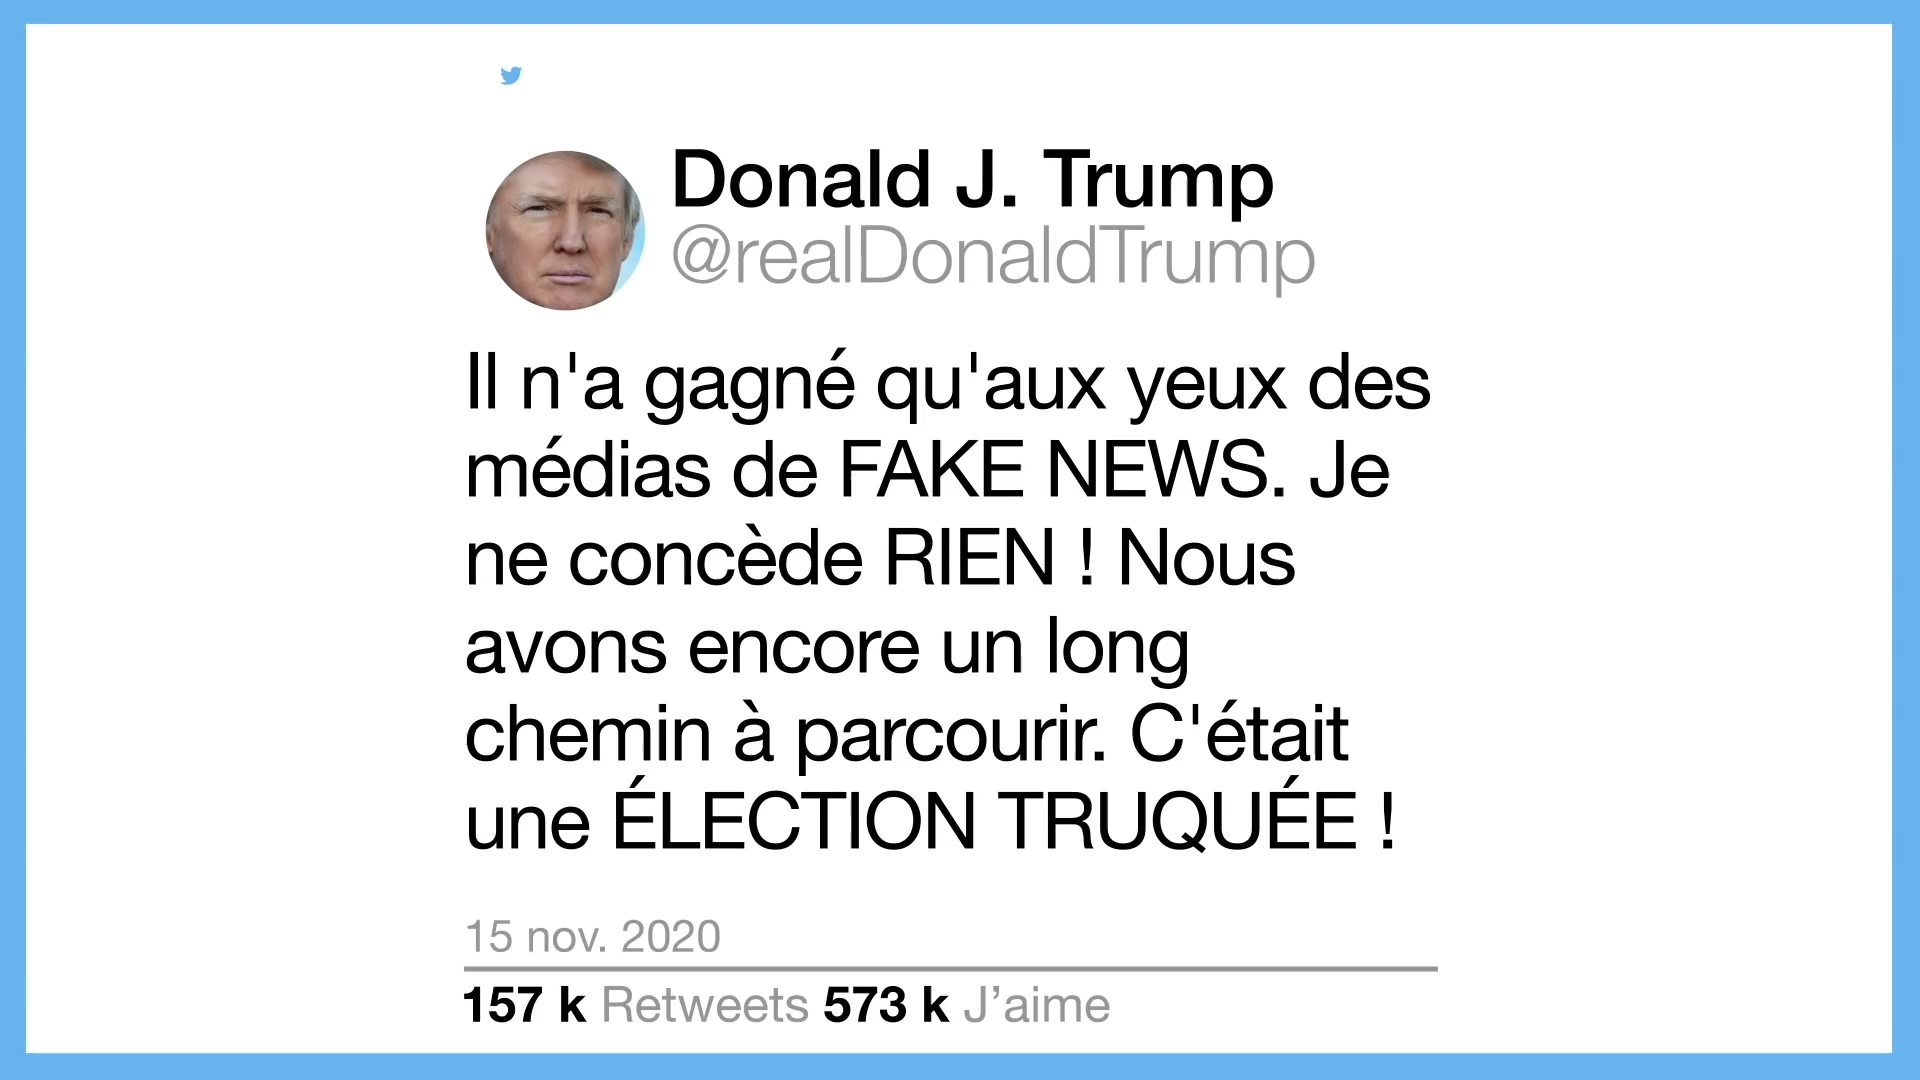 Donald J. Trump
@realDonaldTrump
Il n'a gagné qu'aux yeux des
médias de FAKE NEWS. Je
ne concède RIEN ! Nous
avons encore un long
chemin à parcourir. C'était
une ÉLECTION TRUQUÉE !
15 nov. 2020
157 k Retweets 573 k J’aime